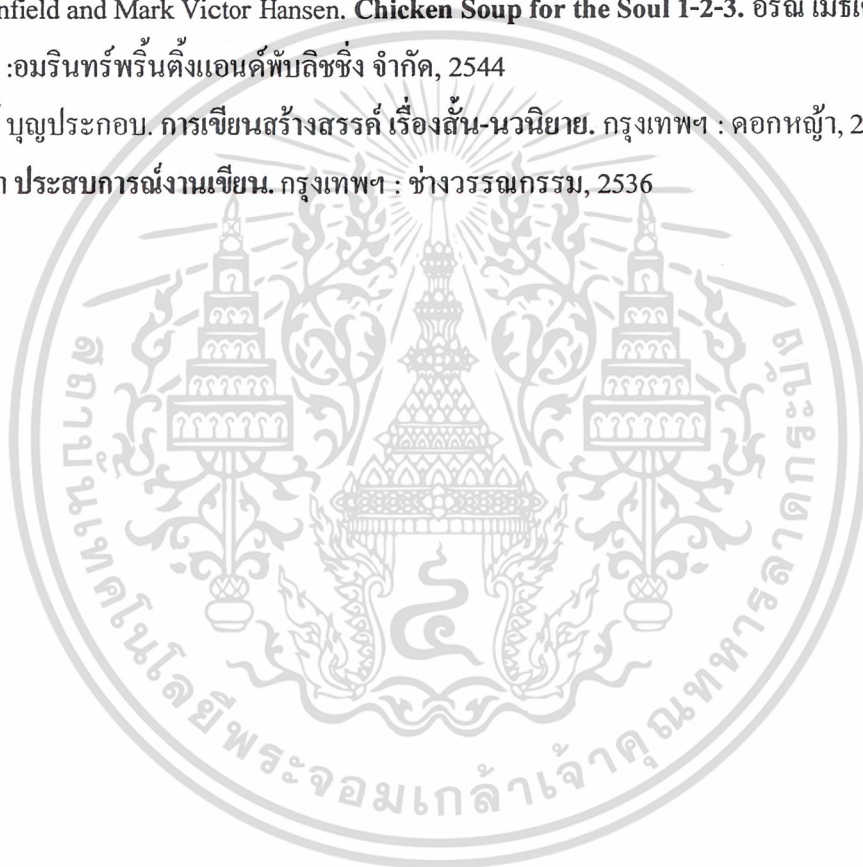 nfield and Mark Victor Hansen. Chicken Soup for the Soul 1-2-3.
:อมรินทร์พริ้นติ้งแอนด์พับลิชชิ่ง จำกัด, 2544
บุญประกอบ. การเขียนสร้างสรรค์ เรื่องสั้น-นวนิยาย. กรุงเทพฯ : ดอกหญ้า, 2
ประสบการณ์งานเขียน. กรุงเทพฯ : ช่างวรรณกรรม, 2536
สถาบันเทคโนโลยีพระจอมเกล้าเจ้าคุณทหารลาดกระบัง
๔